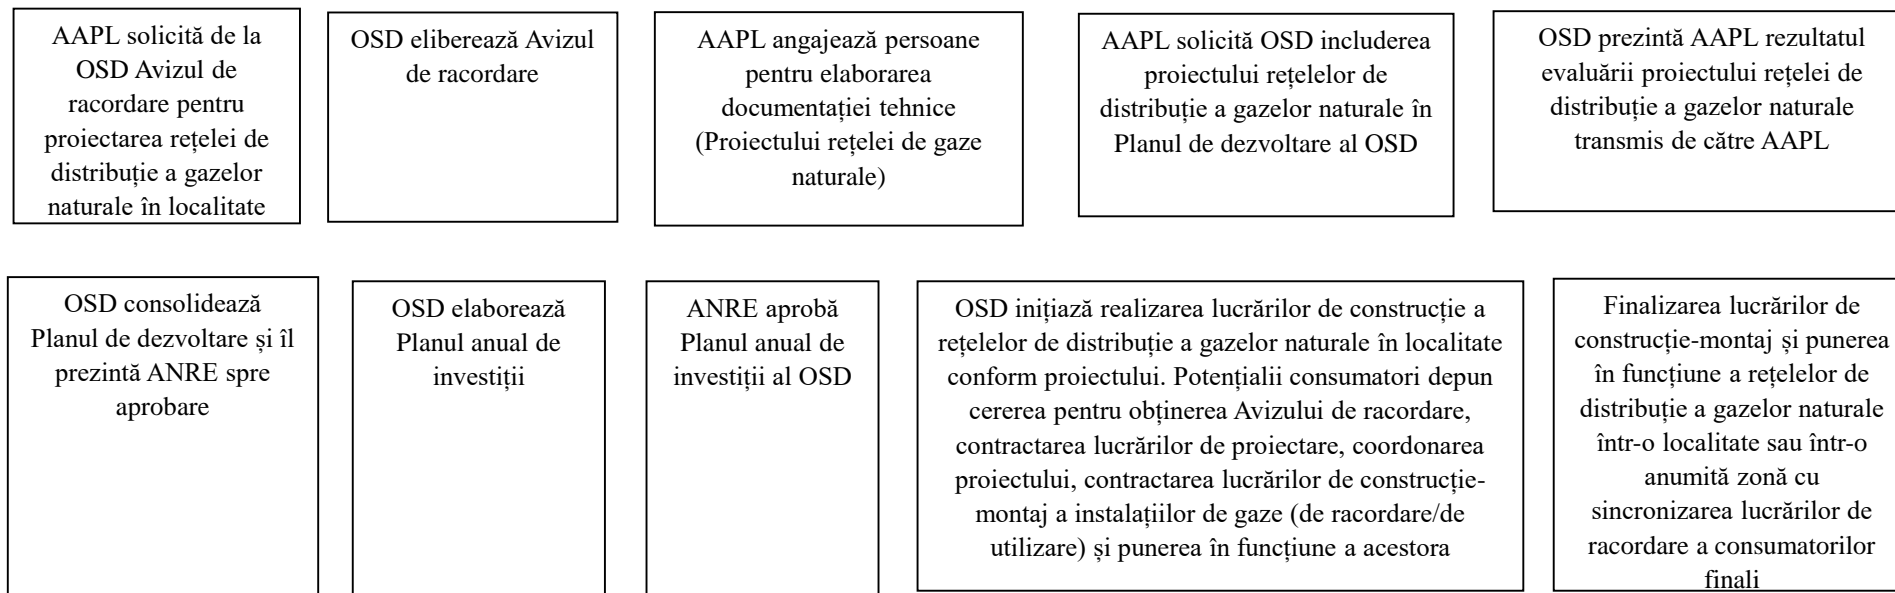 AAPL solicită de la
OSD Avizul de
racordare pentru
proiectarea rețelei de
distribuție a gazelor
naturale în localitate
OSD eliberează Avizul
de racordare
AAPL angajează persoane
pentru elaborarea
documentației tehnice
(Proiectului rețelei de gaze
naturale)
AAPL solicită OSD includerea
proiectului rețelelor de
distribuție a gazelor naturale în
Planul de dezvoltare al OSD
OSD prezintă AAPL rezultatul
evaluării proiectului rețelei de
distribuție a gazelor naturale
transmis de către AAPL
OSD consolidează
Planul de dezvoltare și îl
prezintă ANRE spre
aprobare
OSD elaborează
Planul anual de
investiții
ANRE aprobă
Planul anual de
investiții al OSD
OSD inițiază realizarea lucrărilor de construcție a
rețelelor de distribuție a gazelor naturale în localitate
conform proiectului. Potențialii consumatori depun
cererea pentru obținerea Avizului de racordare,
contractarea lucrărilor de proiectare, coordonarea
proiectului, contractarea lucrărilor de construcție-
montaj a instalațiilor de gaze (de racordare/de
utilizare) și punerea în funcțiune a acestora
Finalizarea lucrărilor de
construcție-montaj și punerea
în funcțiune a rețelelor de
distribuție a gazelor naturale
într-o localitate sau într-o
anumită zonă cu
sincronizarea lucrărilor de
racordare a consumatorilor
finali